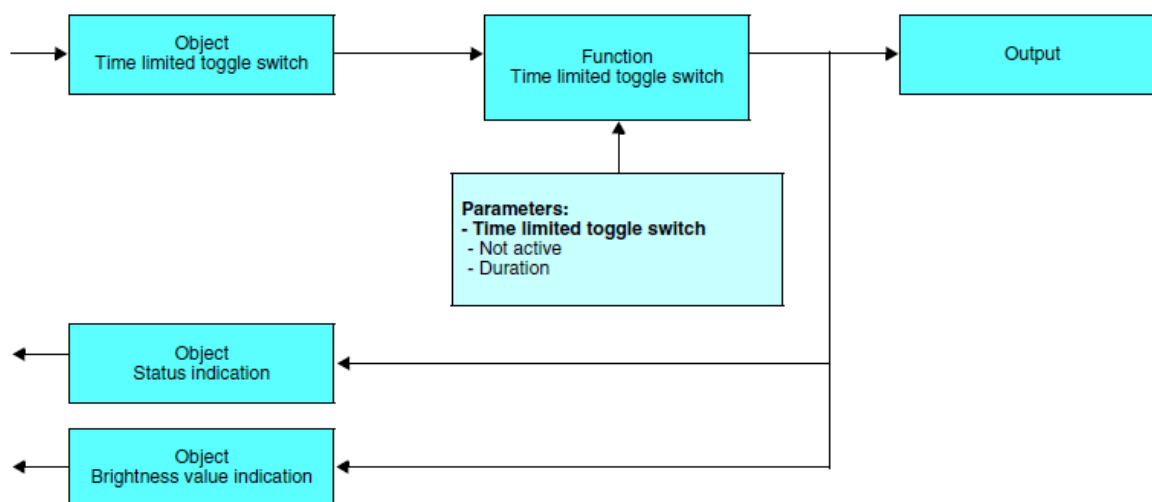 Object
Time limited toggle switch
Function
Time limited toggle switch
Output
Parameters:
- Time limited toggle switch
- Not active
- Duration
Object
Status indication
Object
Brightness value indication